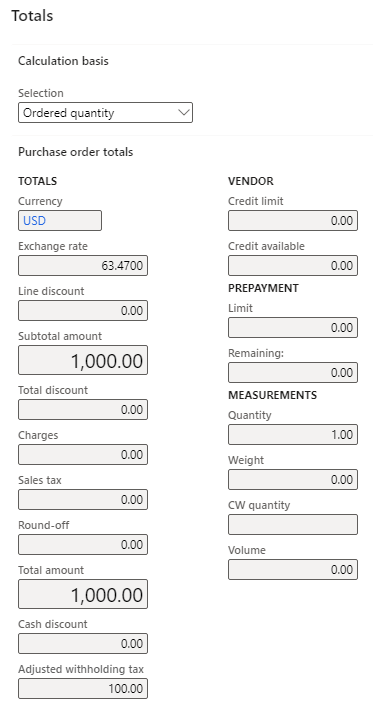 Totals
Calculation basis
Selection
Ordered quantity
Purchase order totals
TOTALS
Currency
USD
Exchange rate
63.4700
Line discount
0.00
Subtotal amount
1,000.00
Total discount
0.00
Charges
0.00
Sales tax
0.00
Round-off
0.00
Total amount
1,000.00
Cash discount
0.00
Adjusted withholding tax
100.00
VENDOR
Credit limit
0.00
Credit available
0.00
PREPAYMENT
Limit
0.00
Remaining:
0.00
MEASUREMENTS
Quantity
1.00
Weight
0.00
CW quantity
Volume
0.00